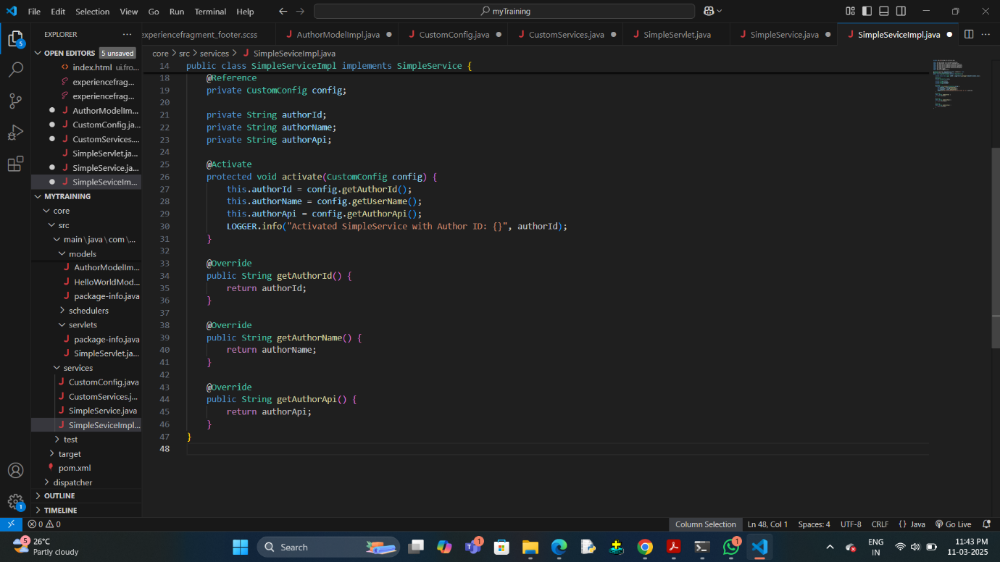 File Edit Selection View Go Run Terminal Help
myTraining
EXPLORER
experiencefragment_footer.scss
AuthorModelImpl.java
CustomConfig.java
CustomServices.java
SimpleServlet.java
SimpleService.java
SimpleSeviceImpl.java
5
OPEN EDITORS 5 unsaved
index.html ui.fro...
experiencefrag...
experiencefrag...
AuthorModelIm...
CustomConfig.ja...
CustomServices....
SimpleServlet.ja...
SimpleService.ja...
SimpleSeviceIm...
MYTRAINING
core
src
main\java\com\...
models
AuthorModelIm...
HelloWorldMod...
package-info.java
schedulers
servlets
package-info.java
SimpleServlet.ja...
services
CustomConfig.java
CustomServices.j...
SimpleService.java
SimpleSeviceImpl...
test
target
pom.xml
dispatcher
OUTLINE
TIMELINE
1
core > src > services > SimpleSeviceImpl.java
14 public class SimpleServiceImpl implements SimpleService {
18 @Reference
19 private CustomConfig config;
20
21 private String authorId;
22 private String authorName;
23 private String authorApi;
24
25 @Activate
26 protected void activate(CustomConfig config) {
27 this.authorId = config.getAuthorId();
28 this.authorName = config.getUserName();
29 this.authorApi = config.getAuthorApi();
30 LOGGER.info("Activated SimpleService with Author ID: {}", authorId);
31 }
32
33 @Override
34 public String getAuthorId() {
35 return authorId;
36 }
37
38 @Override
39 public String getAuthorName() {
40 return authorName;
41 }
42
43 @Override
44 public String getAuthorApi() {
45 return authorApi;
46 }
47 }
48
0 0
Column Selection Ln 48, Col 1 Spaces: 4 UTF-8 CRLF {} Java Go Live
5
26°C
Partly cloudy
Search
1
1
ENG
IN
11:43 PM
11-03-2025